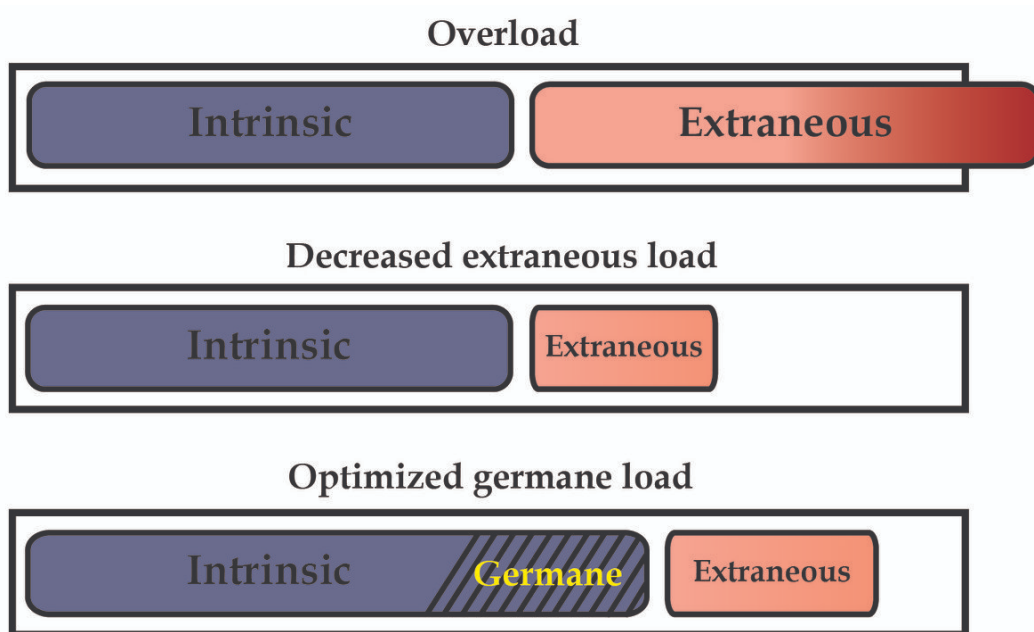 Overload
Intrinsic Extraneous
Decreased extraneous load
Intrinsic Extraneous
Optimized germane load
Intrinsic Germane Extraneous